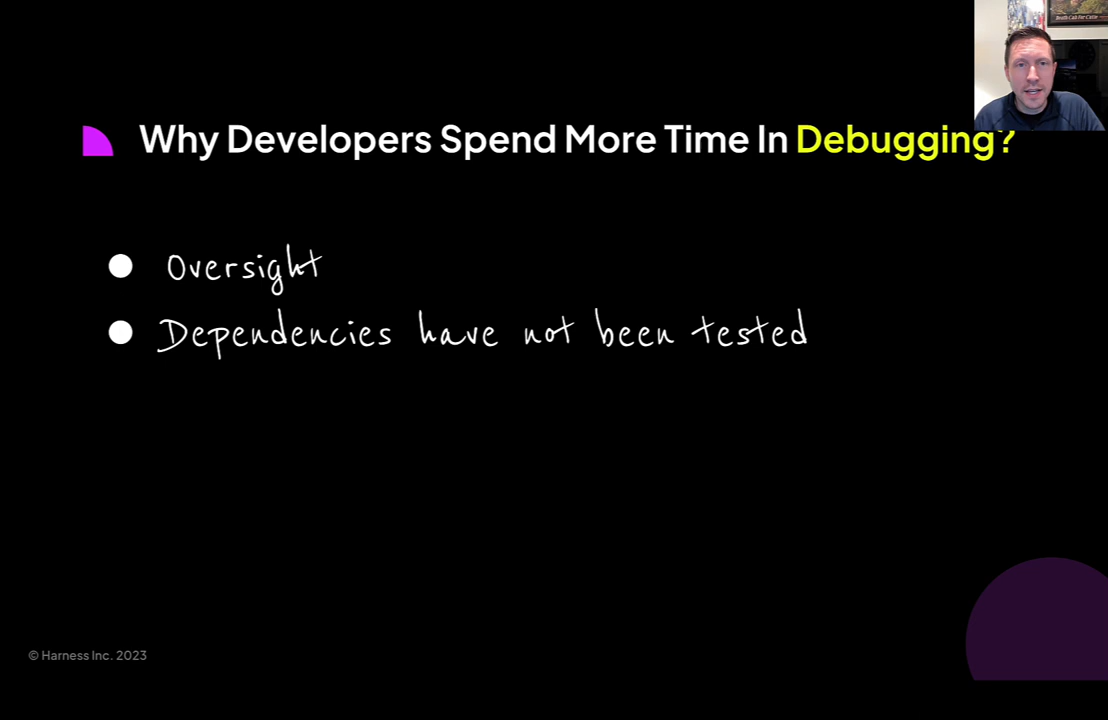 Why Developers Spend More Time In Debugging?
Oversight
Dependencies have not been tested
© Harness Inc. 2023